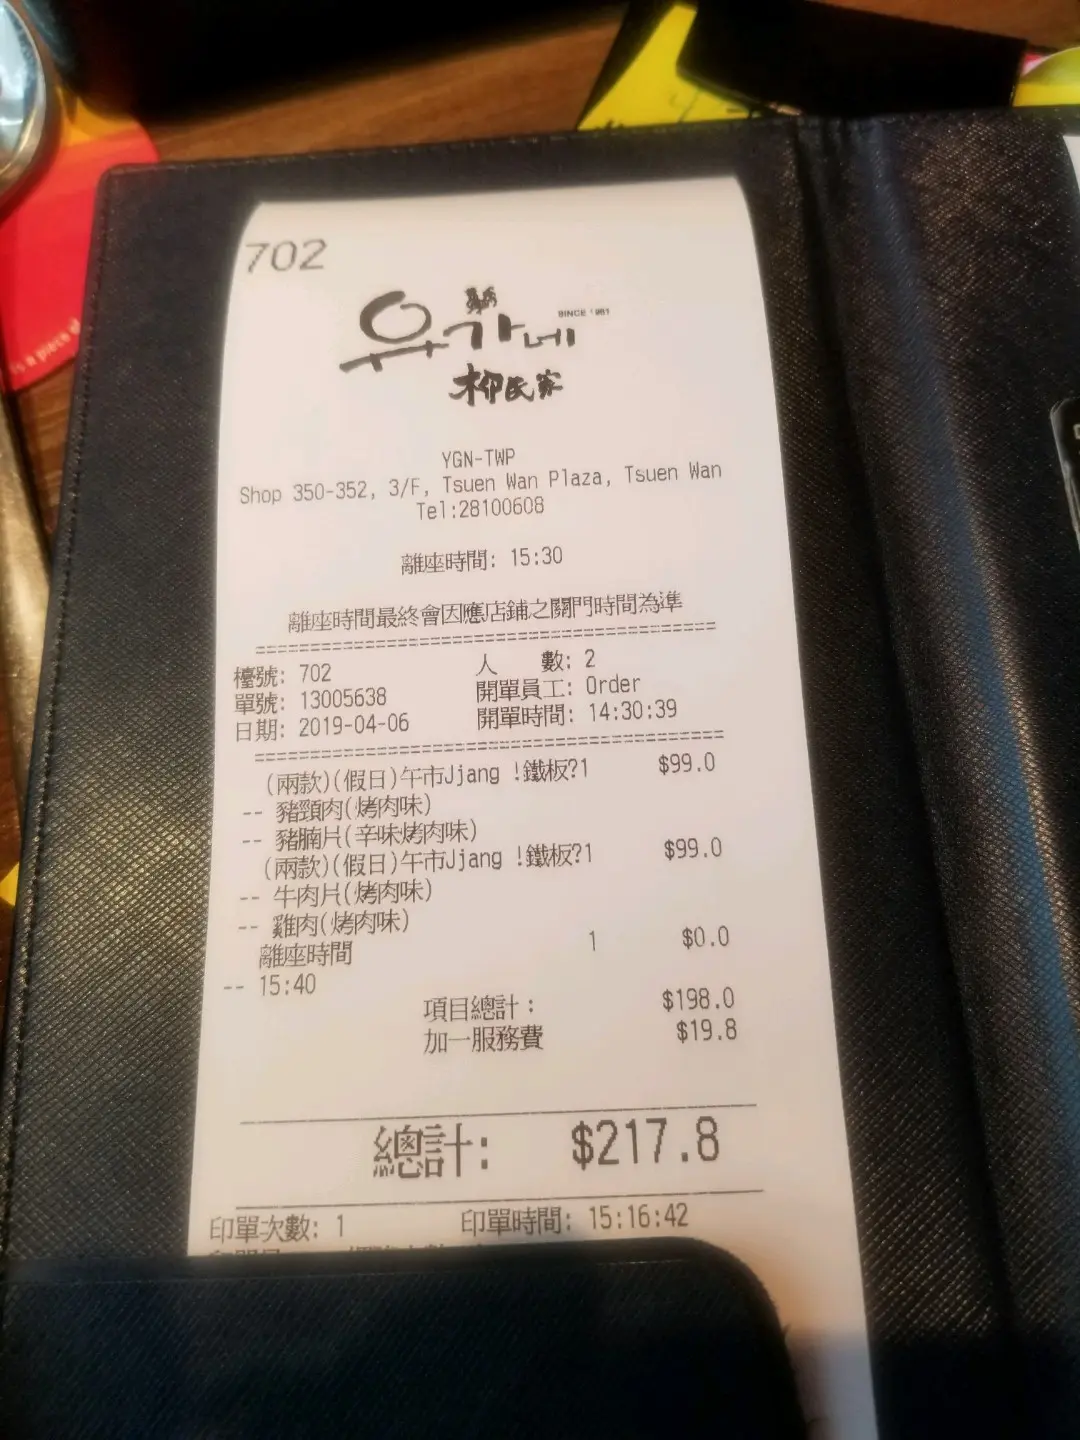 702
유가네
SINCE 1981
柳氏家
YGN-TWP
Shop 350-352, 3/F, Tsuen Wan Plaza, Tsuen Wan
Tel:28100608
離座時間: 15:30
離座時間最終會因應店鋪之關門時間為準
檯號: 702 人 數: 2
單號: 13005638 開單員工: Order
日期: 2019-04-06 開單時間: 14:30:39
(兩款)(假日)午市Jjang !鐵板?1 $99.0
-- 豬頸肉(烤肉味)
-- 豬腩片(辛味烤肉味)
(兩款)(假日)午市Jjang !鐵板?1 $99.0
-- 牛肉片(烤肉味)
-- 雞肉(烤肉味)
離座時間 1 $0.0
-- 15:40
項目總計: $198.0
加一服務費 $19.8
總計: $217.8
印單次數: 1 印單時間: 15:16:42
is a piece